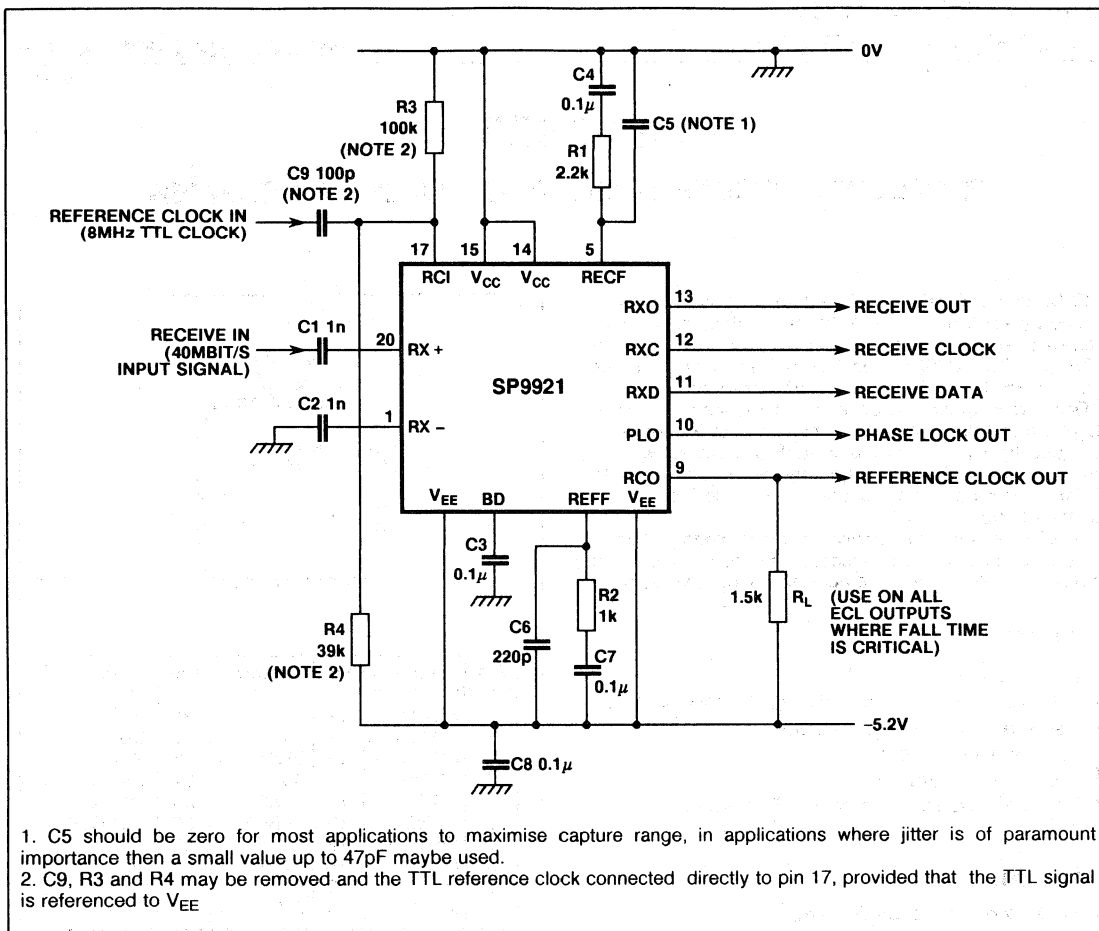 0V
C4
0.1μ
R3
100k
(NOTE 2)
C5 (NOTE 1)
R1
2.2k
C9 100p
(NOTE 2)
REFERENCE CLOCK IN
(8MHz TTL CLOCK)
17
15
14
5
RCI
VCC
VCC
RECF
RXO
13
RECEIVE OUT
RECEIVE IN
(40MBIT/S
INPUT SIGNAL)
C1 1n
20
RX +
RXC
12
RECEIVE CLOCK
SP9921
RXD
11
RECEIVE DATA
C2 1n
1
RX −
PLO
10
PHASE LOCK OUT
RCO
9
REFERENCE CLOCK OUT
VEE
BD
REFF
VEE
C3
0.1μ
R2
1k
1.5k
RL
(USE ON ALL
ECL OUTPUTS
WHERE FALL TIME
IS CRITICAL)
R4
39k
(NOTE 2)
C6
220p
C7
0.1μ
−5.2V
C8 0.1μ
1. C5 should be zero for most applications to maximise capture range, in applications where jitter is of paramount
importance then a small value up to 47pF maybe used.
2. C9, R3 and R4 may be removed and the TTL reference clock connected directly to pin 17, provided that the TTL signal
is referenced to VEE